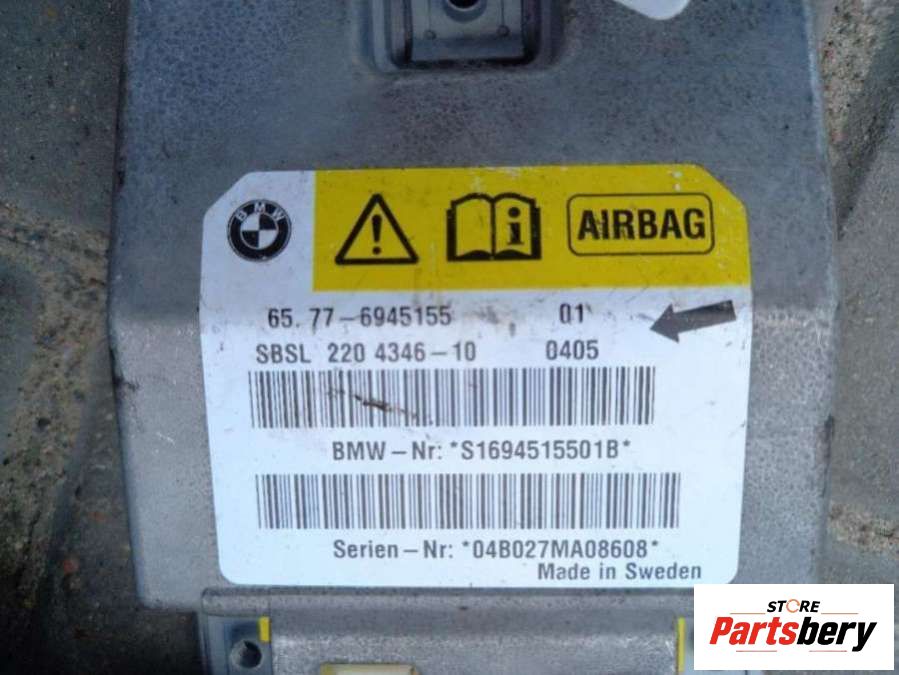 BMW
AIRBAG
65. 77-6945155 01
SBSL 220 4346-10 0405
BMW-Nr: *S1694515501B*
Serien-Nr: *04B027MA08608*
Made in Sweden
STORE
Partsbery